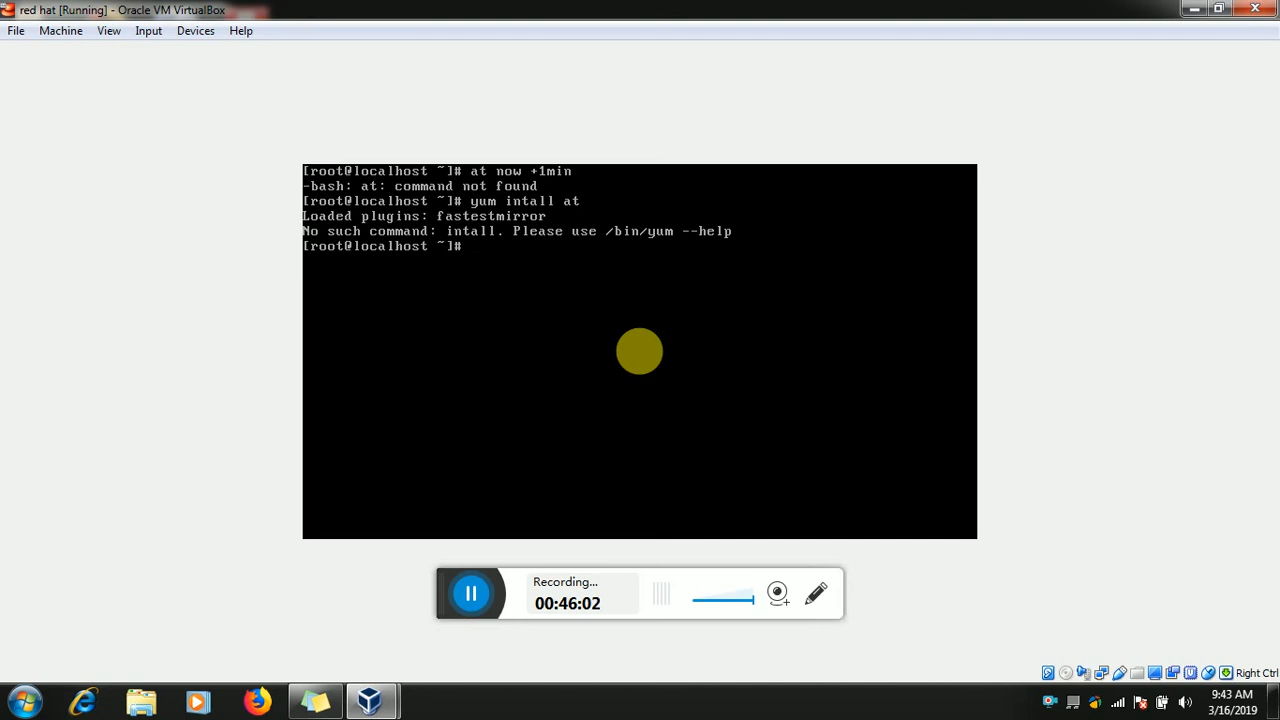 red hat [Running] - Oracle VM VirtualBox
File Machine View Input Devices Help
[root@localhost ~]# at now +1min
-bash: at: command not found
[root@localhost ~]# yum intall at
Loaded plugins: fastestmirror
No such command: intall. Please use /bin/yum --help
[root@localhost ~]#
Recording...
00:46:02
Right Ctrl
9:43 AM
3/16/2019